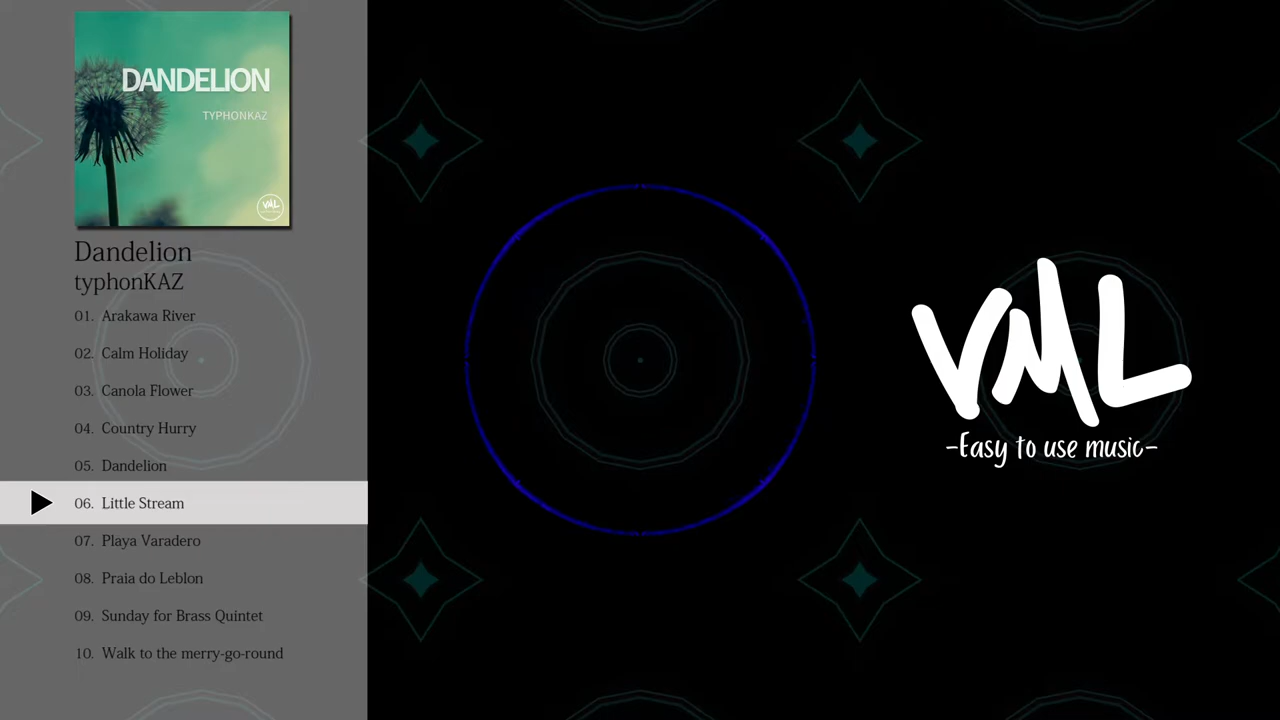 DANDELION
TYPHONKAZ
VML
Dandelion
typhonKAZ
01. Arakawa River
02. Calm Holiday
03. Canola Flower
04. Country Hurry
05. Dandelion
06. Little Stream
07. Playa Varadero
08. Praia do Leblon
09. Sunday for Brass Quintet
10. Walk to the merry-go-round
VML
-Easy to use music-